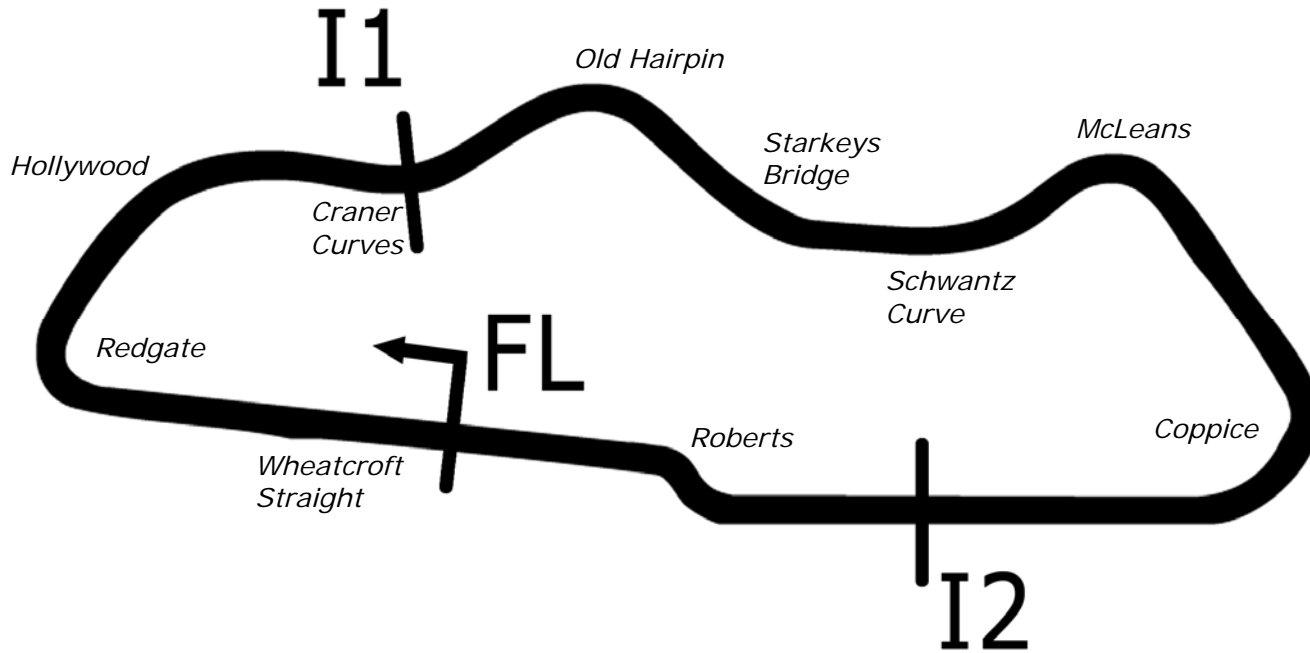 I1
Old Hairpin
McLeans
Starkeys
Bridge
Hollywood
Craner
Curves
Schwantz
Curve
Redgate
FL
Roberts
Coppice
Wheatcroft
Straight
I2